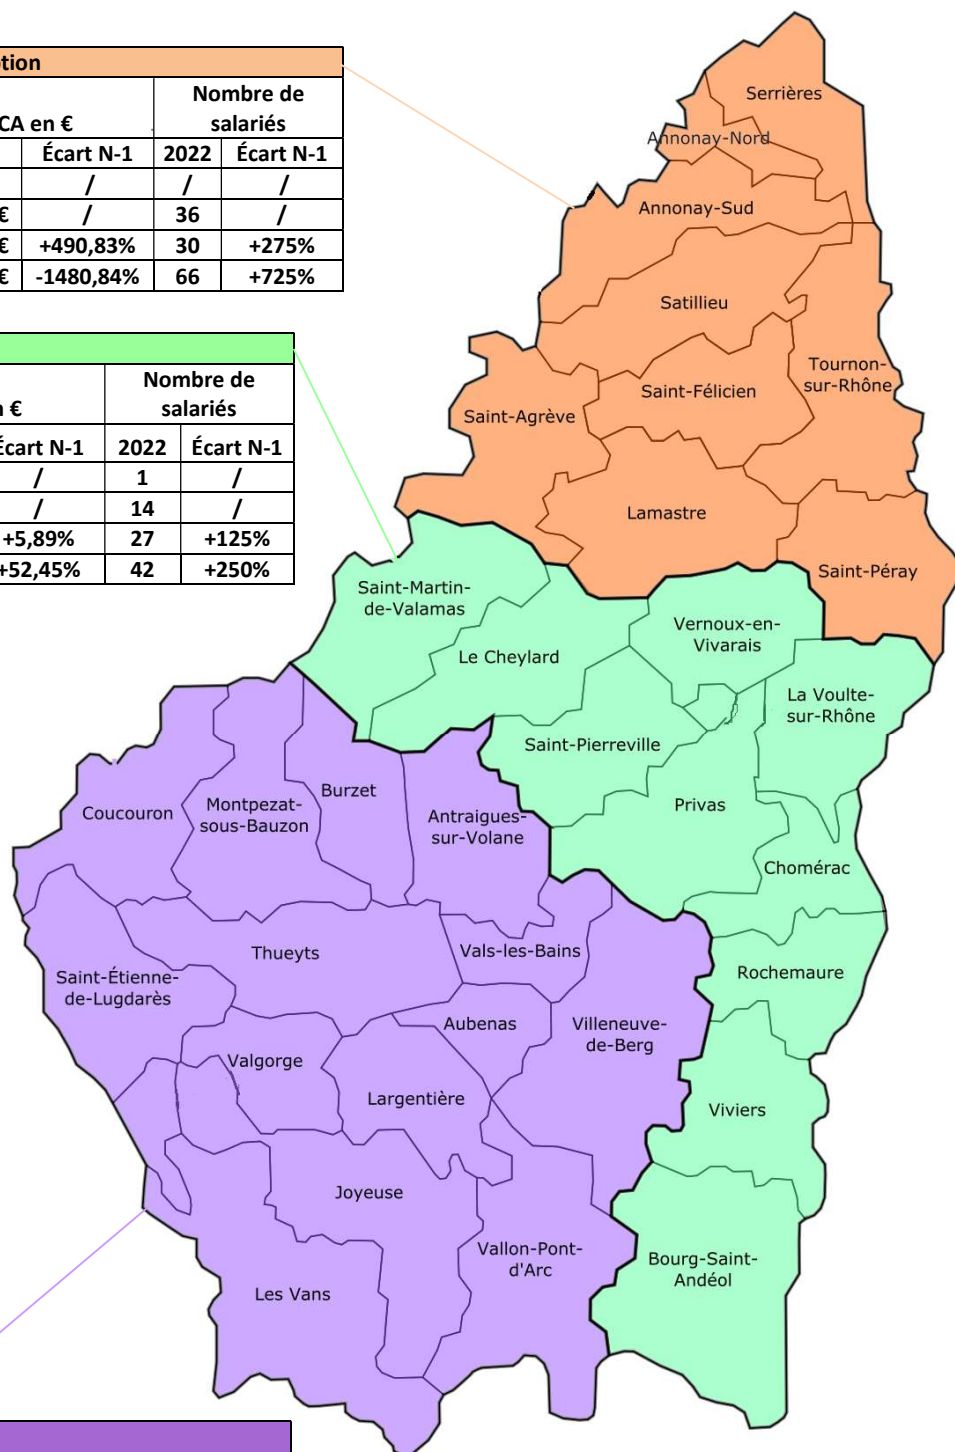 Nombre de
salariés
CA en €
Écart N-1 2022 Écart N-1
/ / /
€ / 36 /
€ +490,83% 30 +275%
€ -1480,84% 66 +725%
Nombre de
salariés
€
Écart N-1 2022 Écart N-1
/ 1 /
/ 14 /
+5,89% 27 +125%
+52,45% 42 +250%
Serrières
Annonay-Nord
Annonay-Sud
Satillieu
Tournon-
sur-Rhône
Saint-Félicien
Saint-Agrève
Lamastre
Saint-Péray
Saint-Martin-
de-Valamas
Vernoux-en-
Vivarais
Le Cheylard
La Voulte-
sur-Rhône
Saint-Pierreville
Privas
Chomérac
Rochemaure
Viviers
Bourg-Saint-
Andéol
Coucouron
Montpezat-
sous-Bauzon
Burzet
Antraigues-
sur-Volane
Thueyts
Vals-les-Bains
Saint-Étienne-
de-Lugdarès
Aubenas
Villeneuve-
de-Berg
Valgorge
Largentière
Joyeuse
Vallon-Pont-
d'Arc
Les Vans